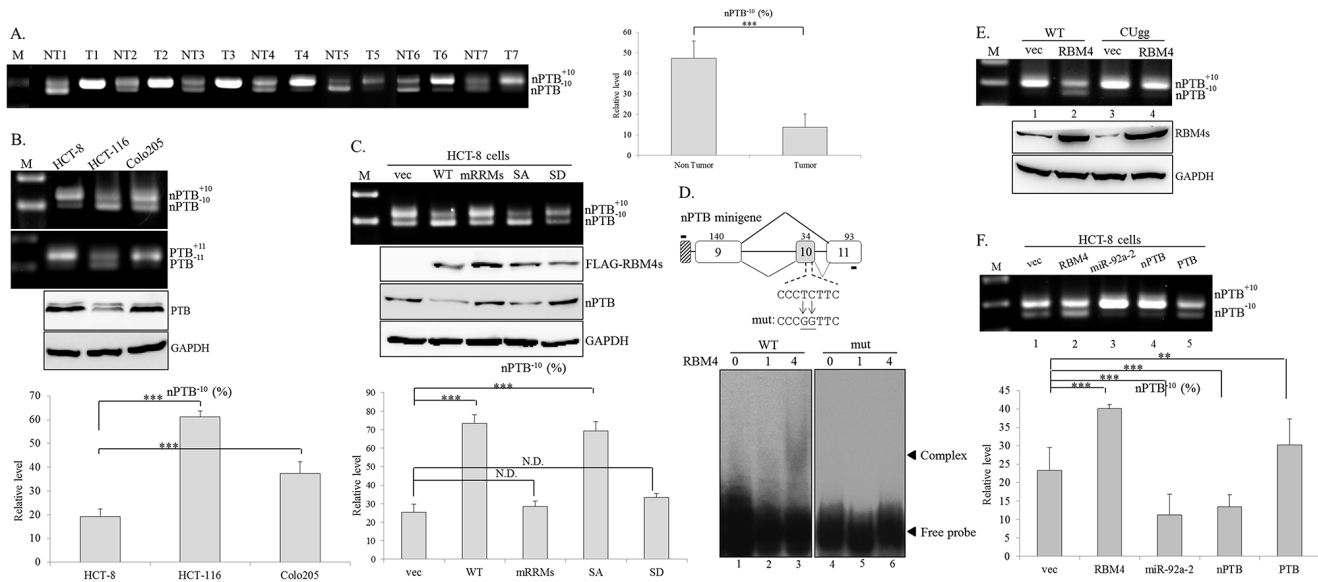 A.
M NT1 T1 NT2 T2 NT3 T3 NT4 T4 NT5 T5 NT6 T6 NT7 T7
nPTB+10
nPTB-10
nPTB-10 (%)
***
Relative level
60
50
40
30
20
10
0
Non Tumor
Tumor
B.
M HCT-8 HCT-116 Colo205
nPTB+10
nPTB-10
PTB+11
PTB-11
PTB
GAPDH
nPTB-10 (%)
***
***
Relative level
70
60
50
40
30
20
10
0
HCT-8 HCT-116 Colo205
C.
HCT-8 cells
M vec WT mRRMs SA SD
nPTB+10
nPTB-10
FLAG-RBM4s
nPTB
GAPDH
nPTB-10 (%)
***
***
N.D.
N.D.
Relative level
90
80
70
60
50
40
30
20
10
0
vec WT mRRMs SA SD
D.
nPTB minigene
140 34 93
9 10 11
CCCTCTTC
mut: CCCGGTTC
WT mut
RBM4 0 1 4 0 1 4
Complex
Free probe
1 2 3 4 5 6
E.
WT CUgg
M vec RBM4 vec RBM4
nPTB+10
nPTB-10
1 2 3 4
RBM4s
GAPDH
F.
HCT-8 cells
M vec RBM4 miR-92a-2 nPTB PTB
nPTB+10
nPTB-10
1 2 3 4 5
**
***
***
***
nPTB-10 (%)
Relative level
45
40
35
30
25
20
15
10
5
0
vec RBM4 miR-92a-2 nPTB PTB